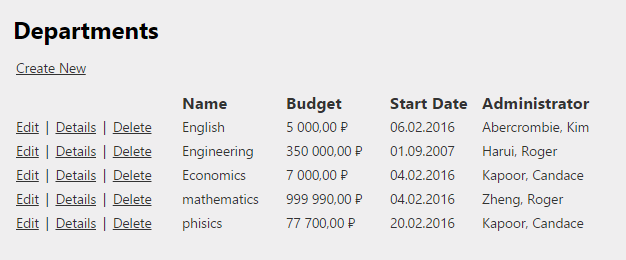 Departments
Create New
Name Budget Start Date Administrator
Edit | Details | Delete English 5 000,00 ₽ 06.02.2016 Abercrombie, Kim
Edit | Details | Delete Engineering 350 000,00 ₽ 01.09.2007 Harui, Roger
Edit | Details | Delete Economics 7 000,00 ₽ 04.02.2016 Kapoor, Candace
Edit | Details | Delete mathematics 999 990,00 ₽ 04.02.2016 Zheng, Roger
Edit | Details | Delete phisics 77 700,00 ₽ 20.02.2016 Kapoor, Candace